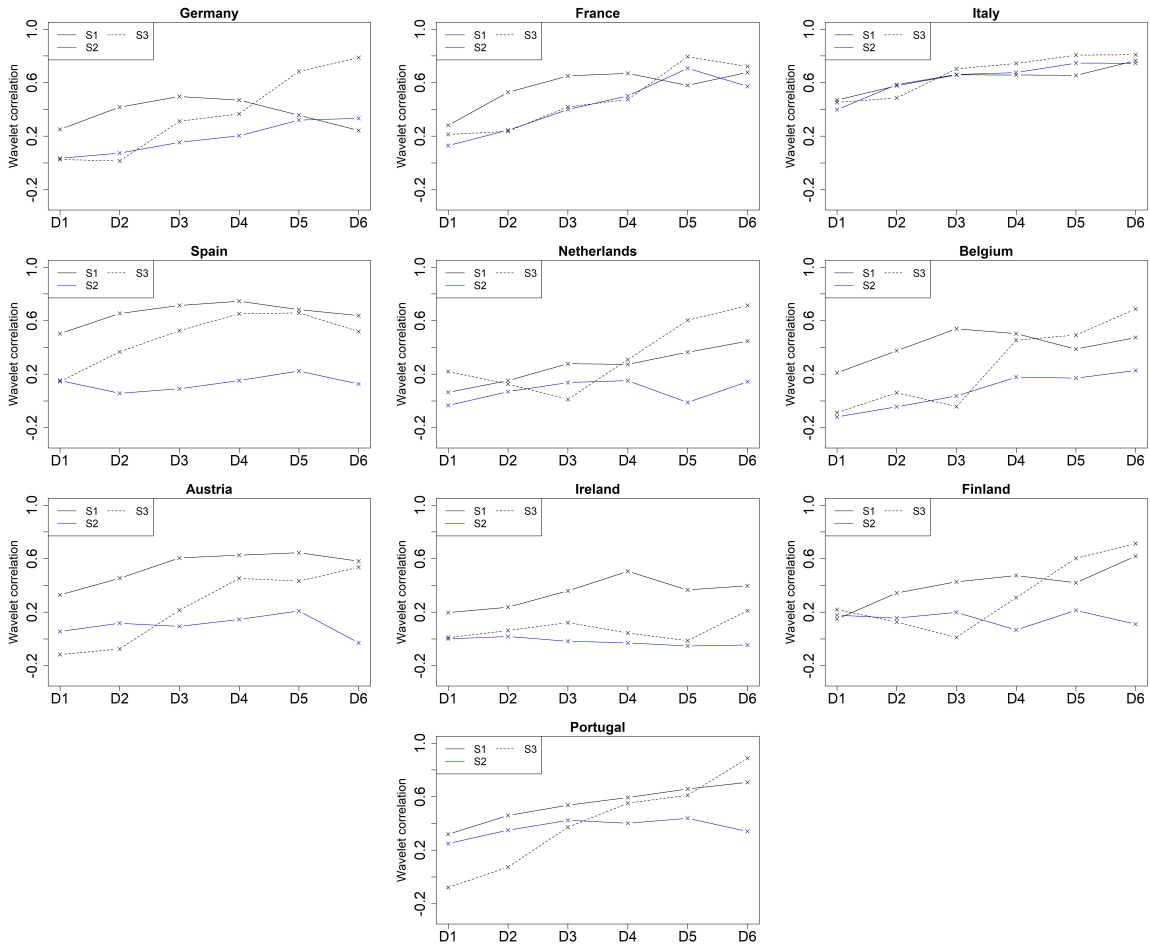 Germany
S1 S3
S2
Wavelet correlation
-0.2 0.2 0.6 1.0
D1 D2 D3 D4 D5 D6
France
S1 S3
S2
Wavelet correlation
-0.2 0.2 0.6 1.0
D1 D2 D3 D4 D5 D6
Italy
S1 S3
S2
Wavelet correlation
-0.2 0.2 0.6 1.0
D1 D2 D3 D4 D5 D6
Spain
S1 S3
S2
Wavelet correlation
-0.2 0.2 0.6 1.0
D1 D2 D3 D4 D5 D6
Netherlands
S1 S3
S2
Wavelet correlation
-0.2 0.2 0.6 1.0
D1 D2 D3 D4 D5 D6
Belgium
S1 S3
S2
Wavelet correlation
-0.2 0.2 0.6 1.0
D1 D2 D3 D4 D5 D6
Austria
S1 S3
S2
Wavelet correlation
-0.2 0.2 0.6 1.0
D1 D2 D3 D4 D5 D6
Ireland
S1 S3
S2
Wavelet correlation
-0.2 0.2 0.6 1.0
D1 D2 D3 D4 D5 D6
Finland
S1 S3
S2
Wavelet correlation
-0.2 0.2 0.6 1.0
D1 D2 D3 D4 D5 D6
Portugal
S1 S3
S2
Wavelet correlation
-0.2 0.2 0.6 1.0
D1 D2 D3 D4 D5 D6